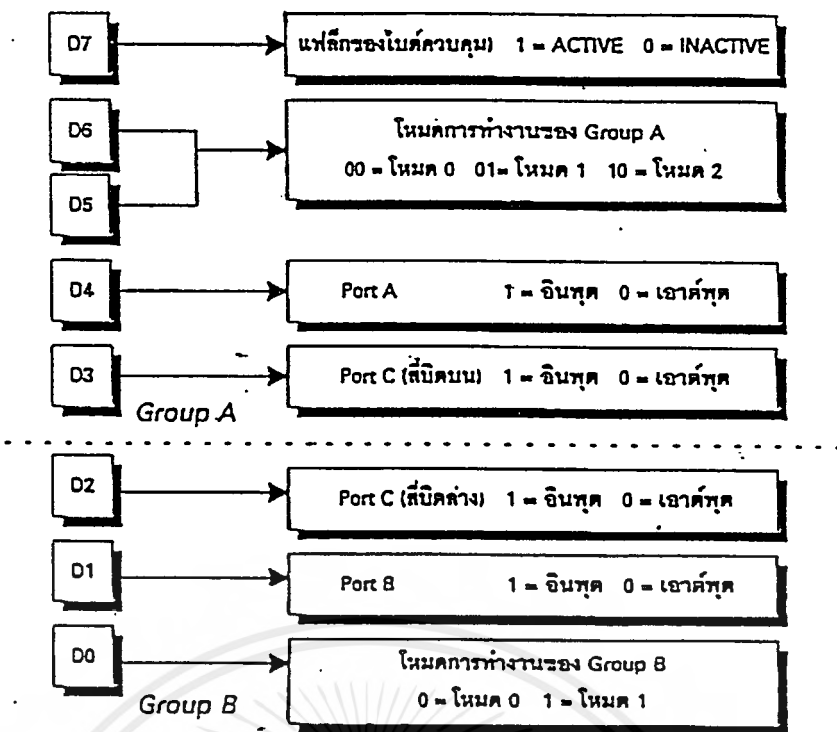 D7
แฟล็กของไบต์ควบคุม) 1 = ACTIVE 0 = INACTIVE
D6
D5
โหมดการทำงานของ Group A
00 = โหมด 0 01= โหมด 1 10 = โหมด 2
D4
Port A 1 = อินพุต 0 = เอาต์พุต
D3
Port C (สี่บิตบน) 1 = อินพุต 0 = เอาต์พุต
Group A
D2
Port C (สี่บิตล่าง) 1 = อินพุต 0 = เอาต์พุต
D1
Port B 1 = อินพุต 0 = เอาต์พุต
D0
โหมดการทำงานของ Group B
0 = โหมด 0 1 = โหมด 1
Group B